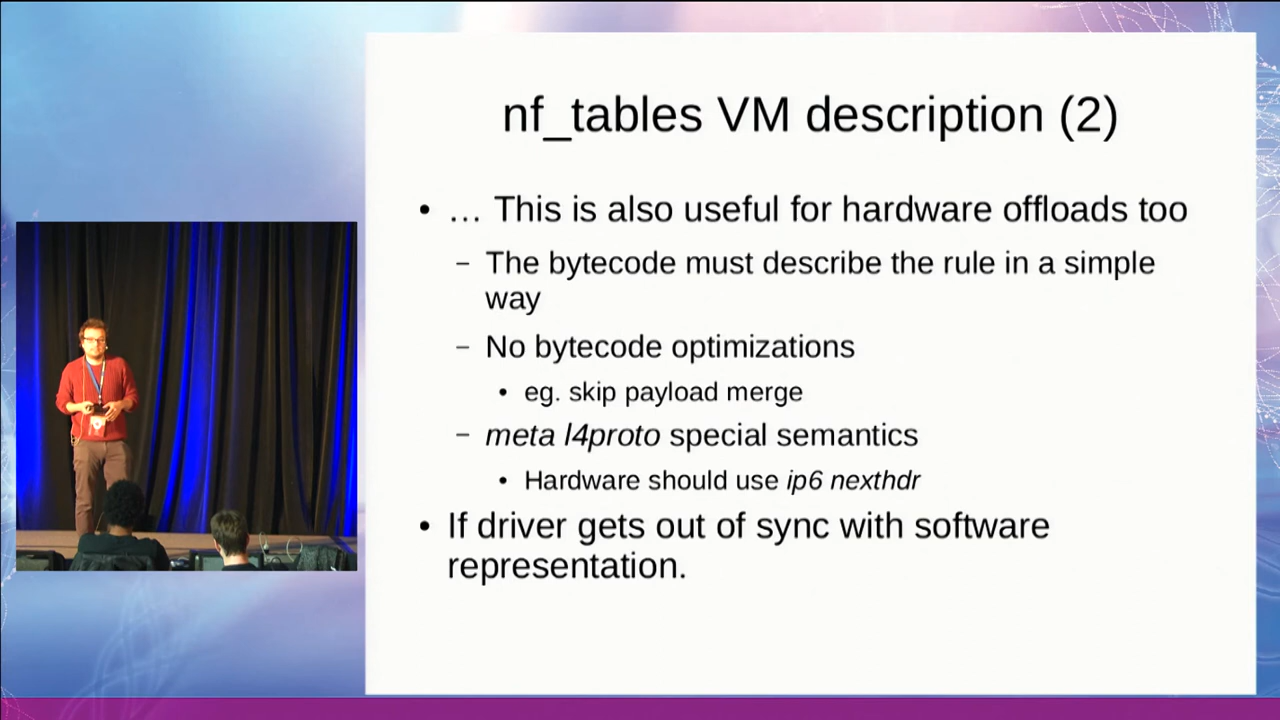 nf_tables VM description (2)
• … This is also useful for hardware offloads too
– The bytecode must describe the rule in a simple
way
– No bytecode optimizations
• eg. skip payload merge
– meta l4proto special semantics
• Hardware should use ip6 nexthdr
• If driver gets out of sync with software
representation.